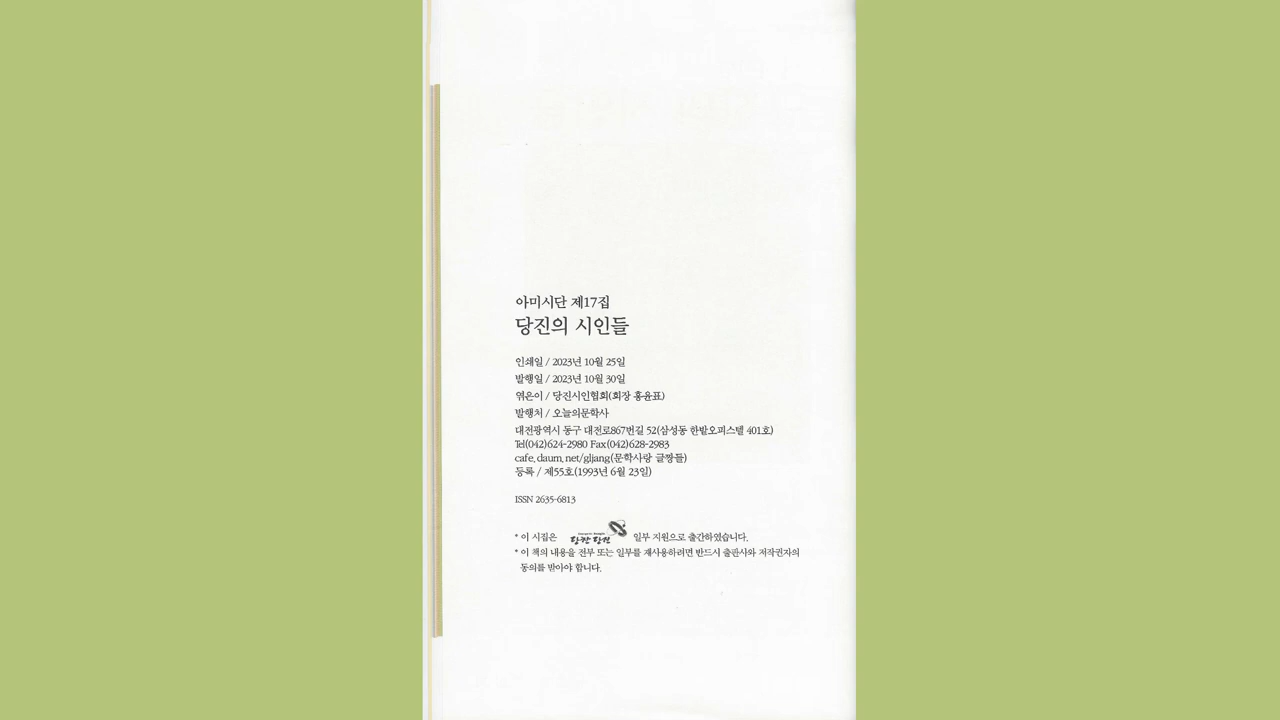 아미시단 제17집
당진의 시인들
인쇄일 / 2023년 10월 25일
발행일 / 2023년 10월 30일
엮은이 / 당진시인협회(회장 홍윤표)
발행처 / 오늘의문학사
대전광역시 동구 대전로867번길 52(삼성동 한밭오피스텔 401호)
Tel(042)624-2980 Fax(042)628-2983
cafe. daum. net/gljang(문학사랑 글짱들)
등록 / 제55호(1993년 6월 23일)
ISSN 2635-6813
* 이 시집은 당찬 당진 일부 지원으로 출간하였습니다.
* 이 책의 내용을 전부 또는 일부를 재사용하려면 반드시 출판사와 저작권자의
동의를 받아야 합니다.